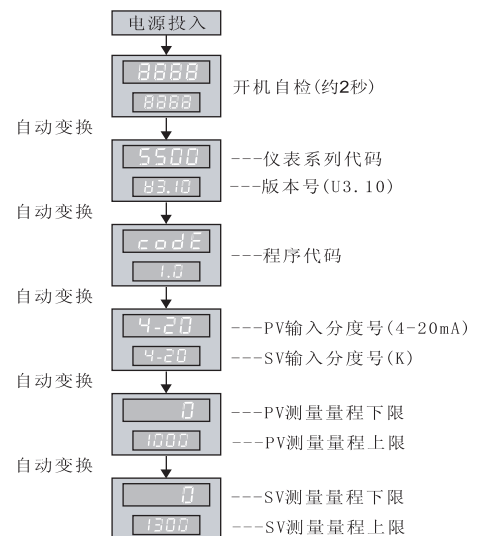 电源投入
8888
8888
开机自检(约2秒)
自动变换
5500
U3.10
---仪表系列代码
---版本号(U3.10)
自动变换
codE
1.0
---程序代码
自动变换
4-20
4-20
---PV输入分度号(4-20mA)
---SV输入分度号(K)
自动变换
0
1000
---PV测量量程下限
---PV测量量程上限
自动变换
0
1300
---SV测量量程下限
---SV测量量程上限